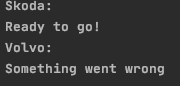 Skoda:
Ready to go!
Volvo:
Something went wrong